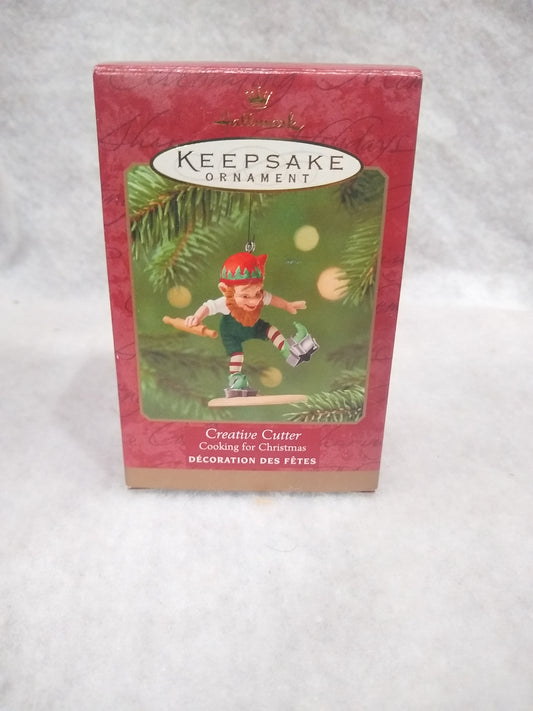 Hallmark
KEEPSAKE
ORNAMENT
Creative Cutter
Cooking for Christmas
DÉCORATION DES FÊTES